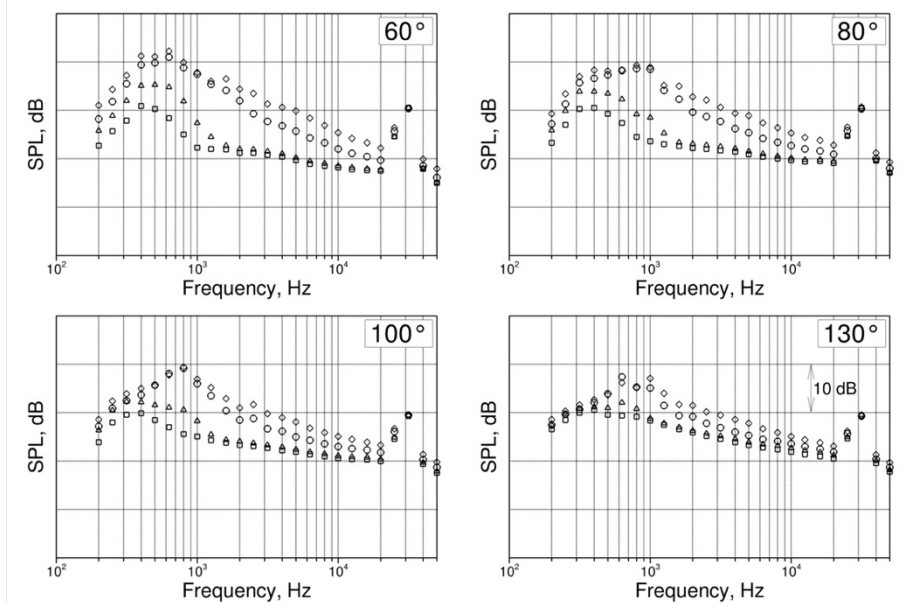 60°
SPL, dB
10² 10³ 10⁴
Frequency, Hz
80°
SPL, dB
10² 10³ 10⁴
Frequency, Hz
100°
SPL, dB
10² 10³ 10⁴
Frequency, Hz
130°
10 dB
SPL, dB
10² 10³ 10⁴
Frequency, Hz